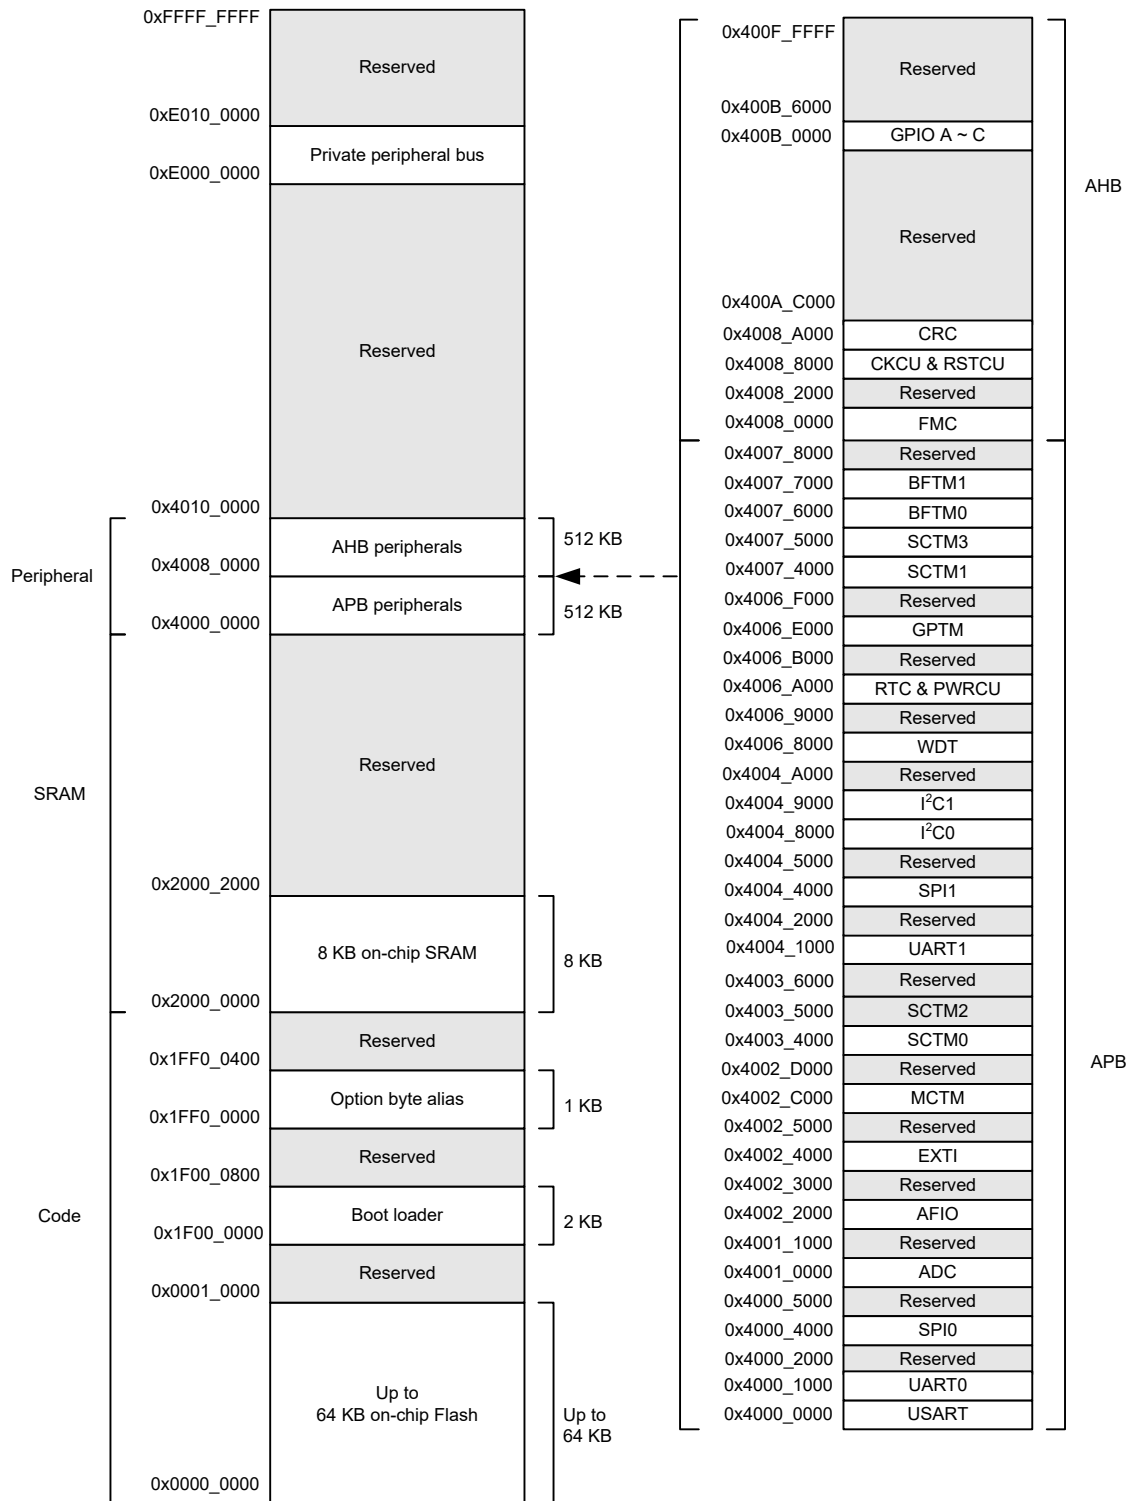 0xFFFF_FFFF
Reserved
0xE010_0000
Private peripheral bus
0xE000_0000
Reserved
0x4010_0000
AHB peripherals
512 KB
0x4008_0000
Peripheral
APB peripherals
512 KB
0x4000_0000
Reserved
SRAM
0x2000_2000
8 KB on-chip SRAM
8 KB
0x2000_0000
Reserved
0x1FF0_0400
Option byte alias
1 KB
0x1FF0_0000
Reserved
0x1F00_0800
Code
Boot loader
2 KB
0x1F00_0000
Reserved
0x0001_0000
Up to
64 KB on-chip Flash
Up to
64 KB
0x0000_0000
0x400F_FFFF
Reserved
0x400B_6000
0x400B_0000 GPIO A ~ C
AHB
Reserved
0x400A_C000
0x4008_A000 CRC
0x4008_8000 CKCU & RSTCU
0x4008_2000 Reserved
0x4008_0000 FMC
0x4007_8000 Reserved
0x4007_7000 BFTM1
0x4007_6000 BFTM0
0x4007_5000 SCTM3
0x4007_4000 SCTM1
0x4006_F000 Reserved
0x4006_E000 GPTM
0x4006_B000 Reserved
0x4006_A000 RTC & PWRCU
0x4006_9000 Reserved
0x4006_8000 WDT
0x4004_A000 Reserved
0x4004_9000 I²C1
0x4004_8000 I²C0
0x4004_5000 Reserved
0x4004_4000 SPI1
0x4004_2000 Reserved
0x4004_1000 UART1
0x4003_6000 Reserved
0x4003_5000 SCTM2
0x4003_4000 SCTM0
0x4002_D000 Reserved
APB
0x4002_C000 MCTM
0x4002_5000 Reserved
0x4002_4000 EXTI
0x4002_3000 Reserved
0x4002_2000 AFIO
0x4001_1000 Reserved
0x4001_0000 ADC
0x4000_5000 Reserved
0x4000_4000 SPI0
0x4000_2000 Reserved
0x4000_1000 UART0
0x4000_0000 USART